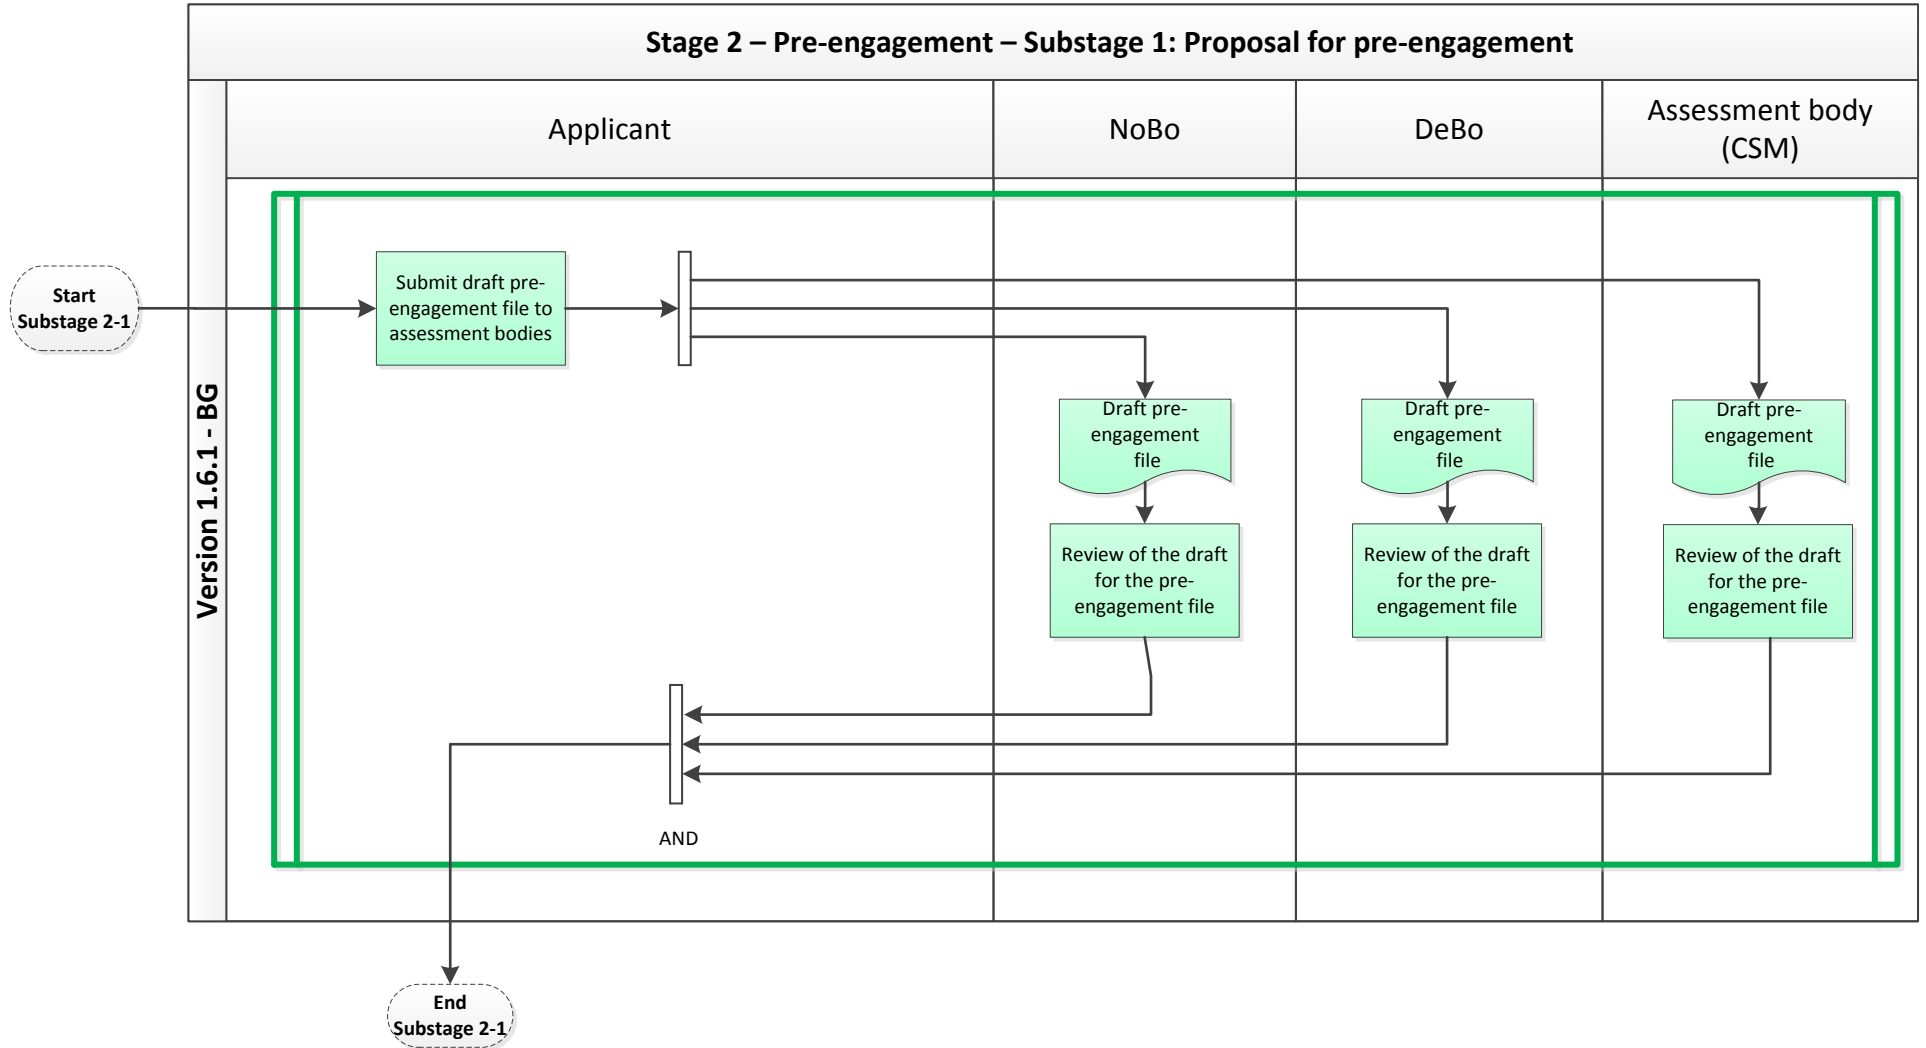 Stage 2 – Pre-engagement – Substage 1: Proposal for pre-engagement
Version 1.6.1 - BG
Applicant
NoBo
DeBo
Assessment body
(CSM)
Start
Substage 2-1
Submit draft pre-
engagement file to
assessment bodies
Draft pre-
engagement
file
Draft pre-
engagement
file
Draft pre-
engagement
file
Review of the draft
for the pre-
engagement file
Review of the draft
for the pre-
engagement file
Review of the draft
for the pre-
engagement file
AND
End
Substage 2-1